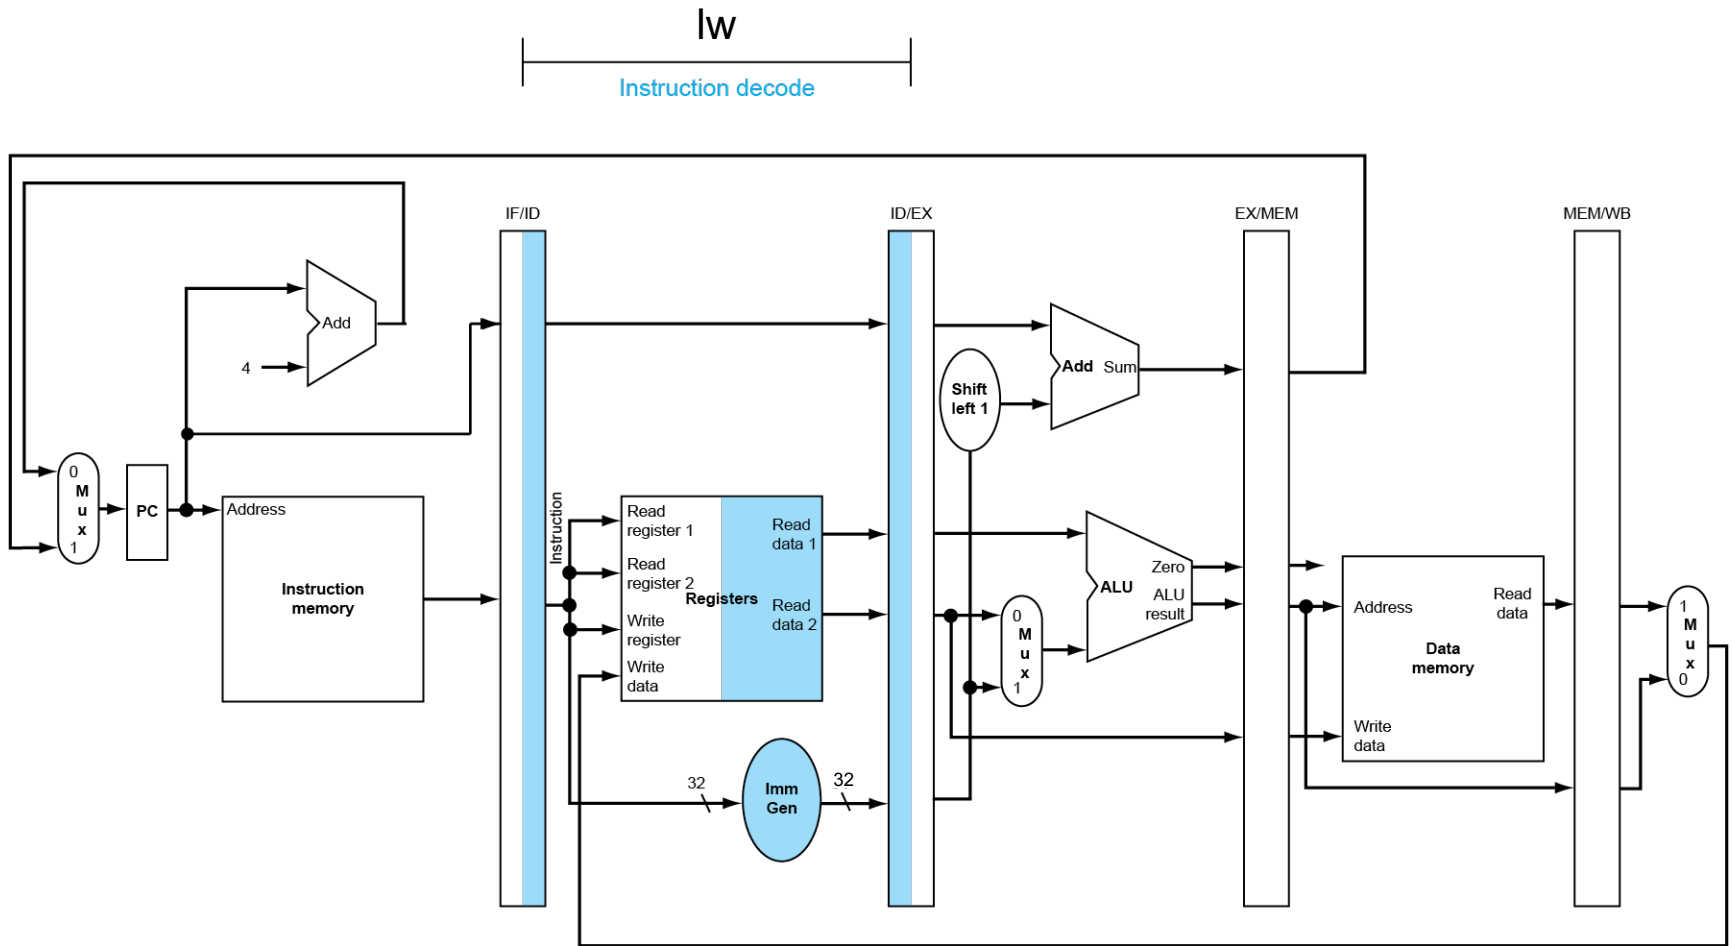 lw
Instruction decode
IF/ID
ID/EX
EX/MEM
MEM/WB
Add
4
Add Sum
Shift
left 1
0
M
u
x
1
PC
Address
Instruction
memory
Instruction
Read
register 1
Read
register 2
Write
register
Write
data
Registers
Read
data 1
Read
data 2
0
M
u
x
1
Zero
ALU
ALU
result
Address
Read
data
Data
memory
Write
data
1
M
u
x
0
32
Imm
Gen
32